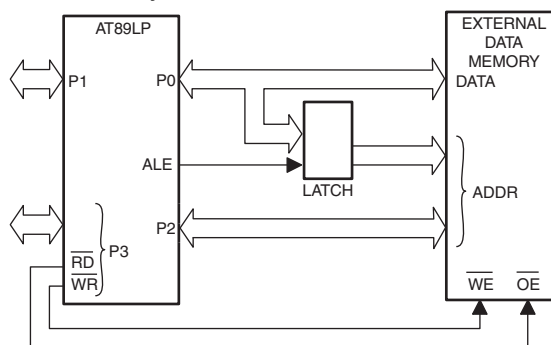 AT89LP
EXTERNAL
DATA
MEMORY
P1
P0
DATA
ALE
LATCH
ADDR
P2
P3
RD
WR
WE
OE